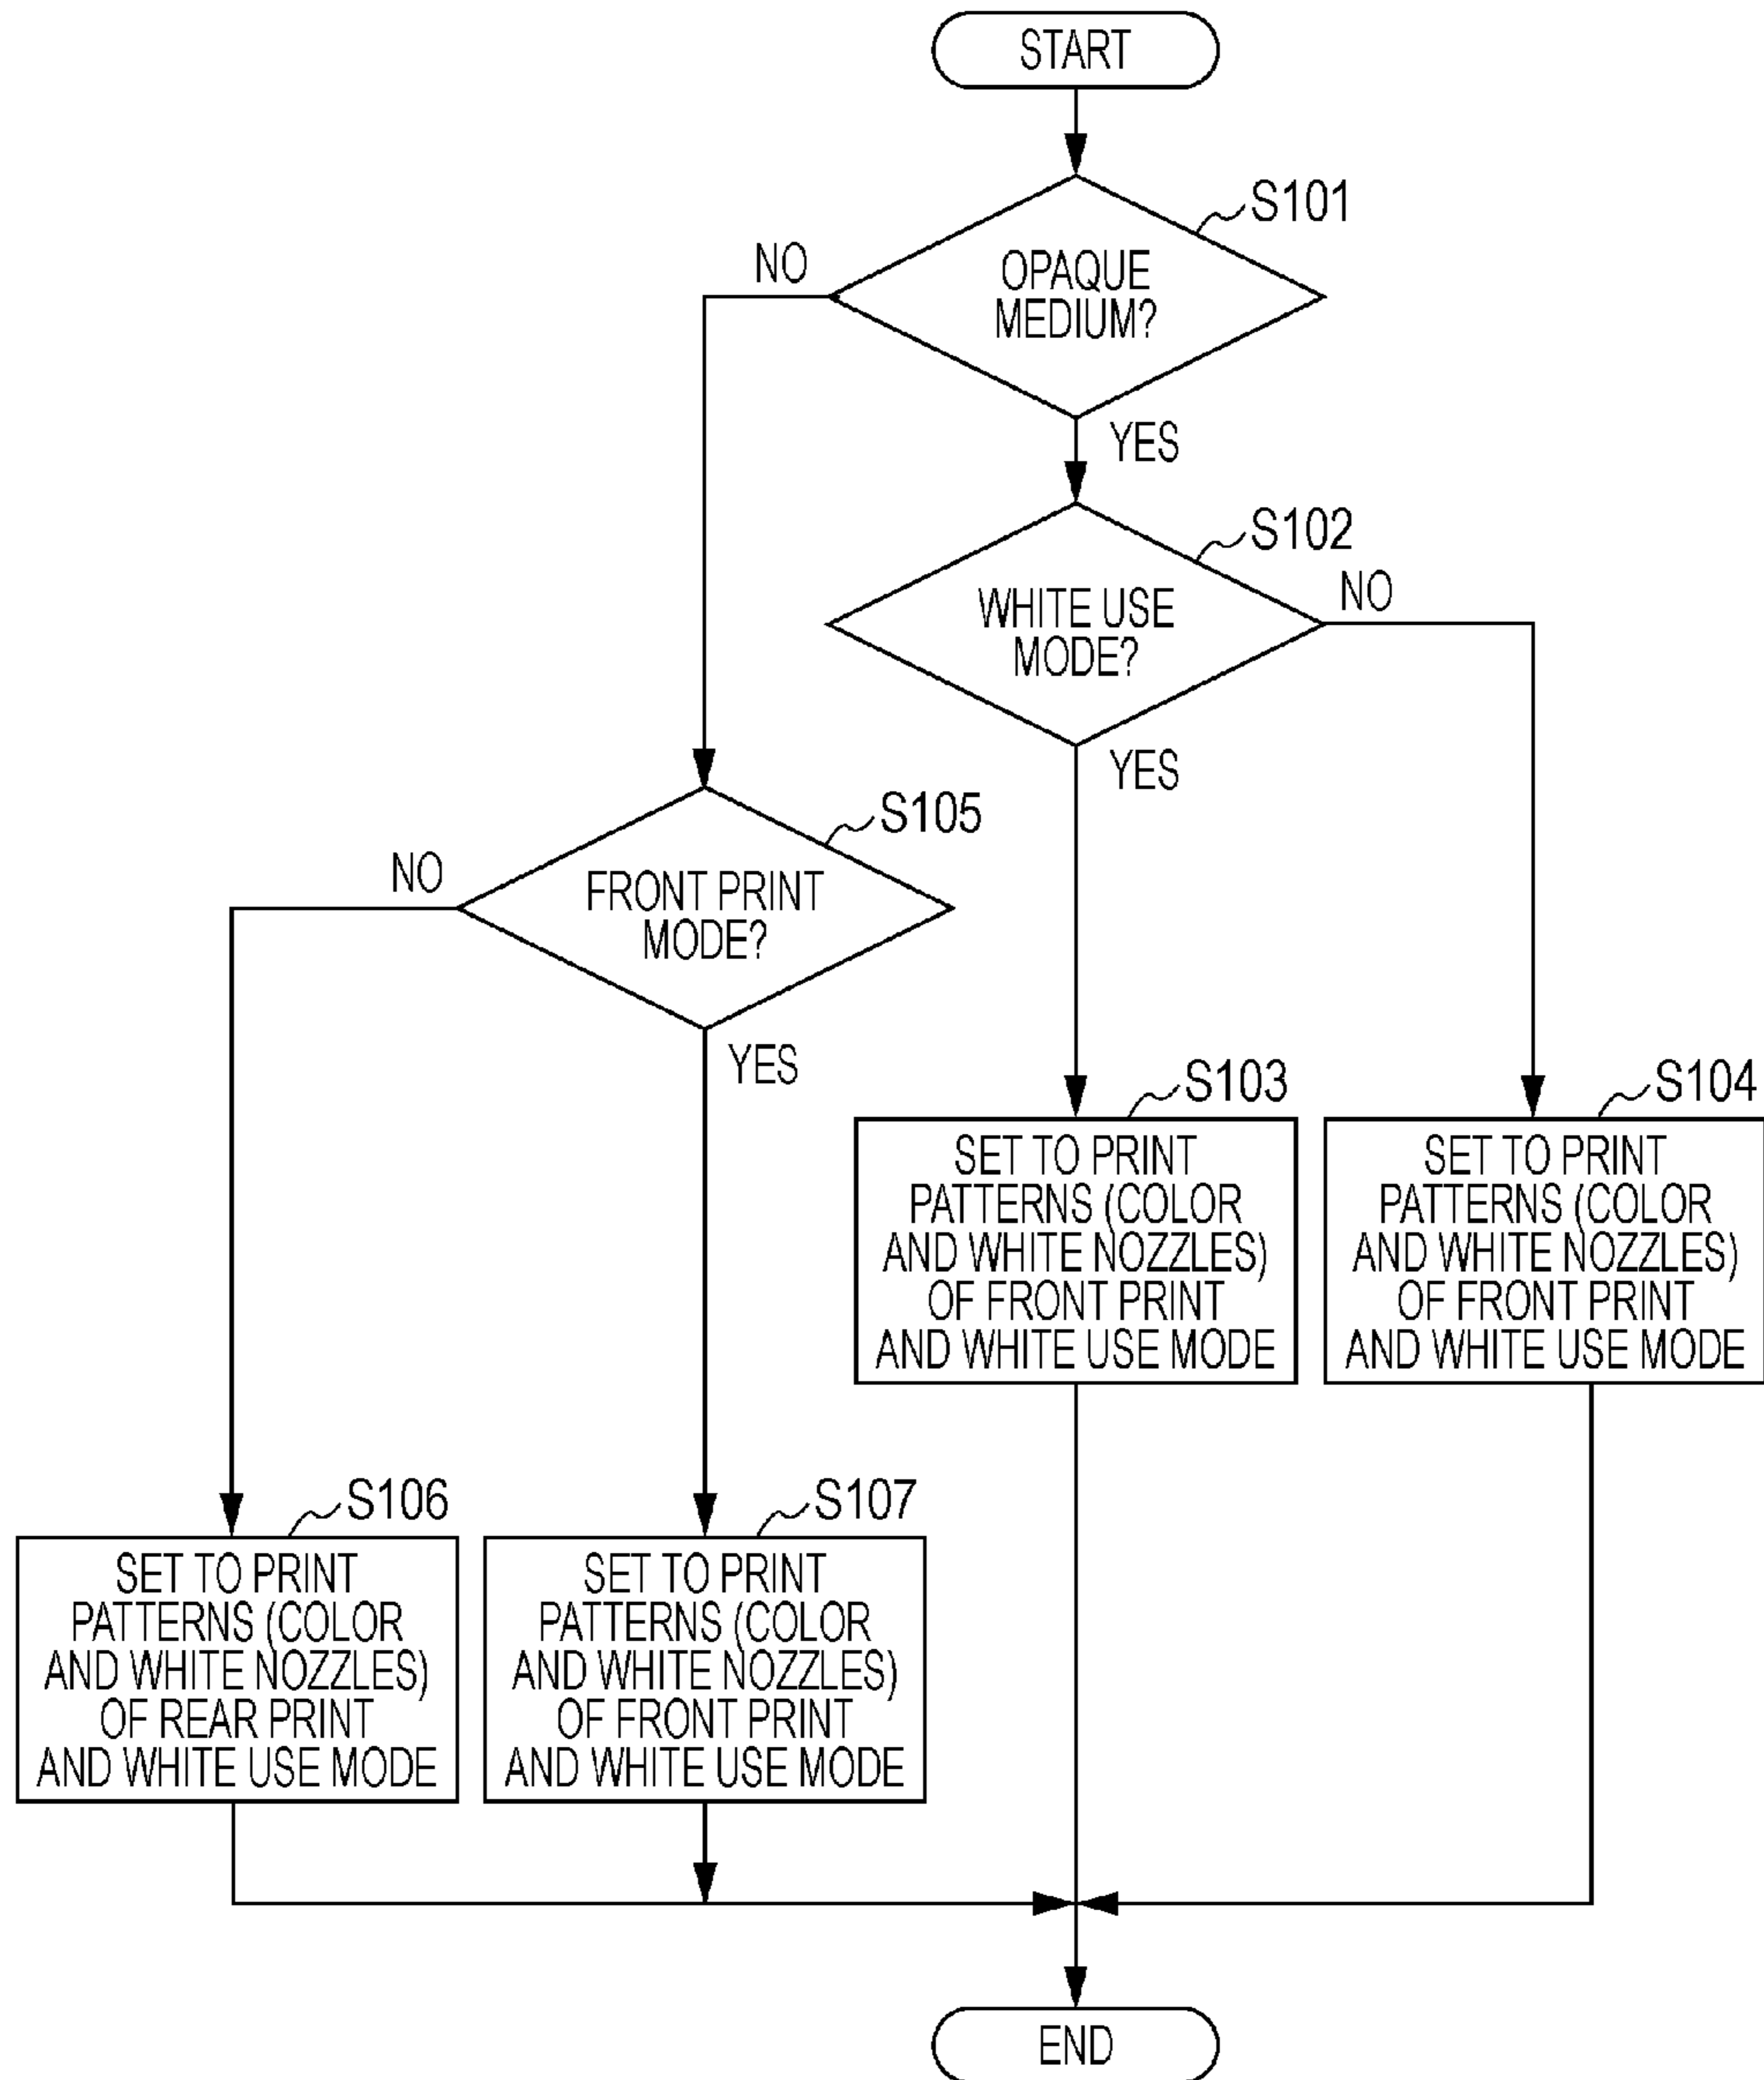 START
S101
NO
OPAQUE
MEDIUM?
YES
S102
NO
WHITE USE
MODE?
YES
S105
NO
FRONT PRINT
MODE?
YES
S103
SET TO PRINT
PATTERNS (COLOR
AND WHITE NOZZLES)
OF FRONT PRINT
AND WHITE USE MODE
S104
SET TO PRINT
PATTERNS (COLOR
AND WHITE NOZZLES)
OF FRONT PRINT
AND WHITE USE MODE
S106
SET TO PRINT
PATTERNS (COLOR
AND WHITE NOZZLES)
OF REAR PRINT
AND WHITE USE MODE
S107
SET TO PRINT
PATTERNS (COLOR
AND WHITE NOZZLES)
OF FRONT PRINT
AND WHITE USE MODE
END